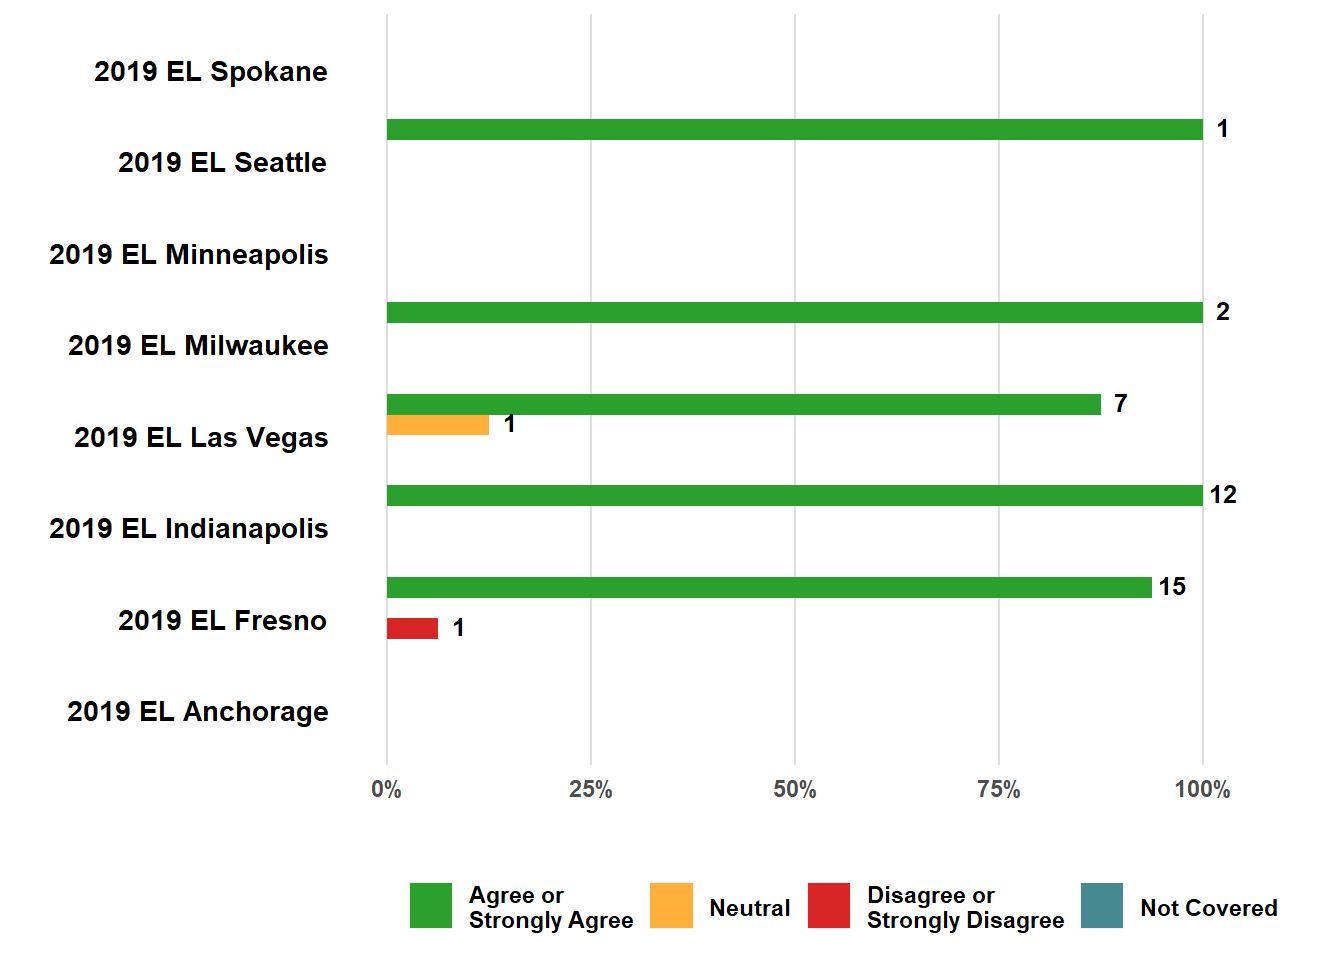 2019 EL Spokane
1
2019 EL Seattle
2019 EL Minneapolis
2
2019 EL Milwaukee
7
1
2019 EL Las Vegas
12
2019 EL Indianapolis
15
2019 EL Fresno
1
2019 EL Anchorage
0% 25% 50% 75% 100%
Agree or
Strongly Agree
Neutral
Disagree or
Strongly Disagree
Not Covered